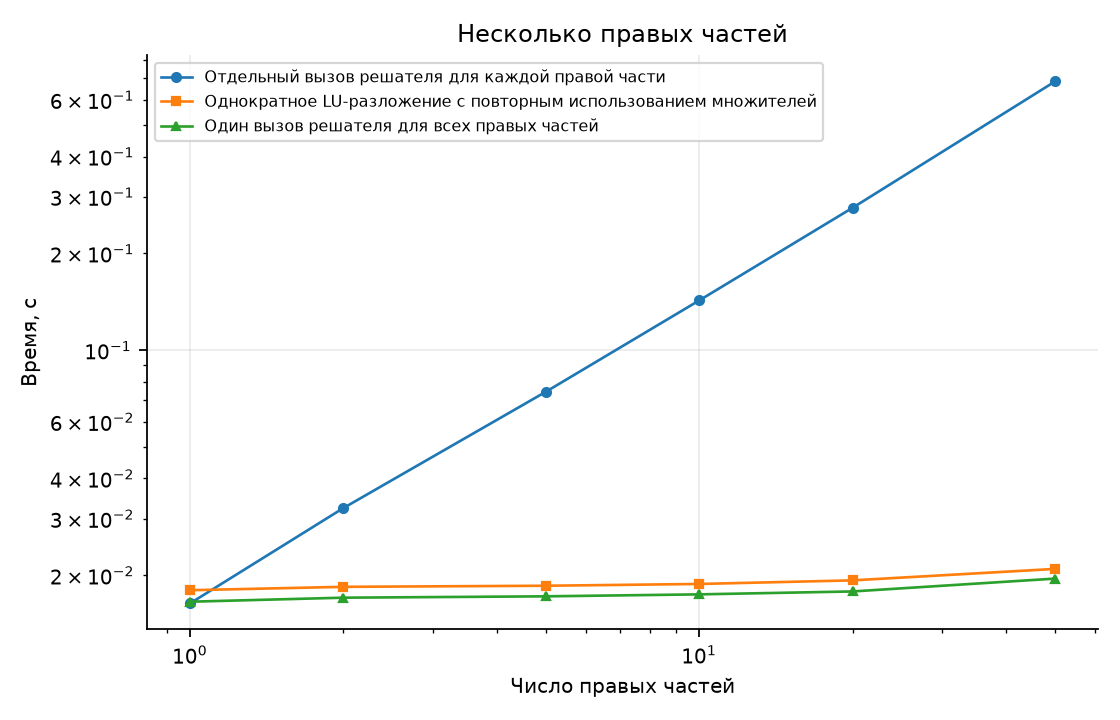 Несколько правых частей
Отдельный вызов решателя для каждой правой части
Однократное LU-разложение с повторным использованием множителей
Один вызов решателя для всех правых частей
Время, с
6 × 10⁻¹
4 × 10⁻¹
3 × 10⁻¹
2 × 10⁻¹
10⁻¹
6 × 10⁻²
4 × 10⁻²
3 × 10⁻²
2 × 10⁻²
10⁰ 10¹
Число правых частей